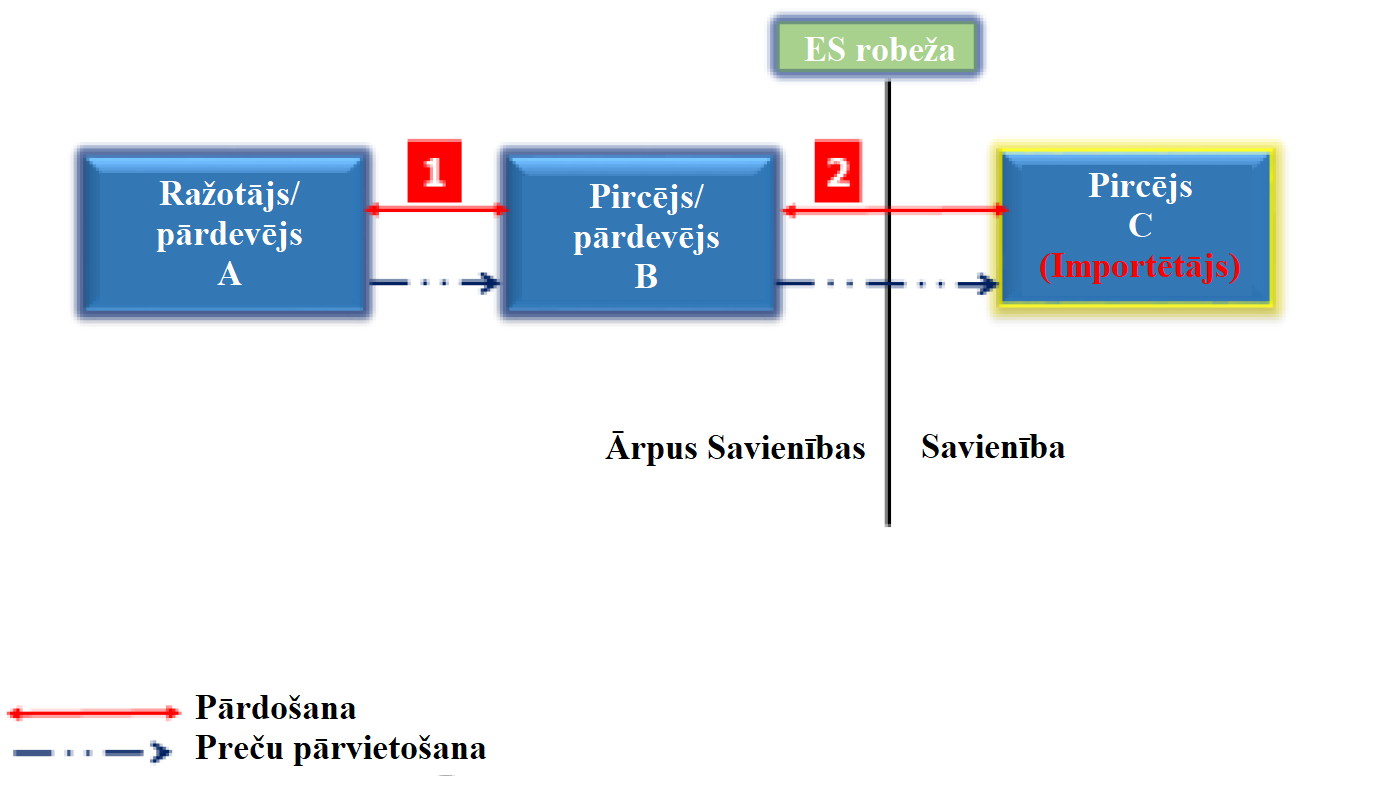 ES robeža
1
2
Ražotājs/
pārdevējs
A
Pircējs/
pārdevējs
B
Pircējs
C
(Importētājs)
Ārpus Savienības
Savienība
Pārdošana
Preču pārvietošana